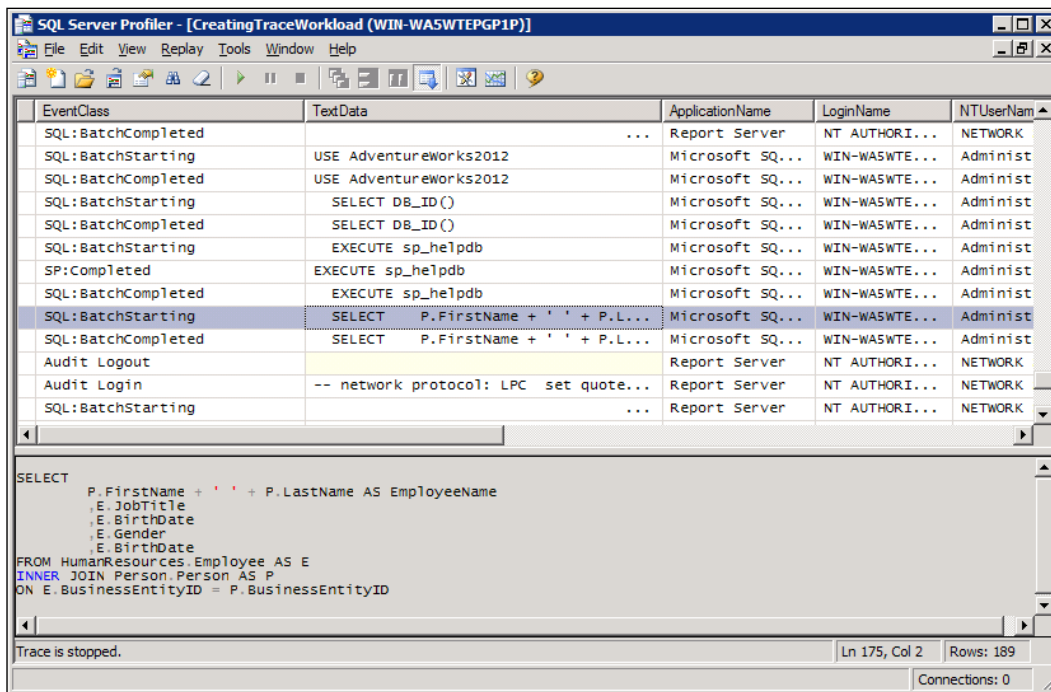 SQL Server Profiler - [CreatingTraceWorkload (WIN-WA5WTEPGP1P)]
File Edit View Replay Tools Window Help
EventClass TextData ApplicationName LoginName NTUserNam
SQL:BatchCompleted ... Report Server NT AUTHORI... NETWORK
SQL:BatchStarting USE AdventureWorks2012 Microsoft SQ... WIN-WA5WTE... Administ
SQL:BatchCompleted USE AdventureWorks2012 Microsoft SQ... WIN-WA5WTE... Administ
SQL:BatchStarting SELECT DB_ID() Microsoft SQ... WIN-WA5WTE... Administ
SQL:BatchCompleted SELECT DB_ID() Microsoft SQ... WIN-WA5WTE... Administ
SQL:BatchStarting EXECUTE sp_helpdb Microsoft SQ... WIN-WA5WTE... Administ
SP:Completed EXECUTE sp_helpdb Microsoft SQ... WIN-WA5WTE... Administ
SQL:BatchCompleted EXECUTE sp_helpdb Microsoft SQ... WIN-WA5WTE... Administ
SQL:BatchStarting SELECT P.FirstName + ' ' + P.L... Microsoft SQ... WIN-WA5WTE... Administ
SQL:BatchCompleted SELECT P.FirstName + ' ' + P.L... Microsoft SQ... WIN-WA5WTE... Administ
Audit Logout Report Server NT AUTHORI... NETWORK
Audit Login -- network protocol: LPC set quote... Report Server NT AUTHORI... NETWORK
SQL:BatchStarting ... Report Server NT AUTHORI... NETWORK
SELECT
P.FirstName + ' ' + P.LastName AS EmployeeName
,E.JobTitle
,E.BirthDate
,E.Gender
,E.BirthDate
FROM HumanResources.Employee AS E
INNER JOIN Person.Person AS P
ON E.BusinessEntityID = P.BusinessEntityID
Trace is stopped. Ln 175, Col 2 Rows: 189
Connections: 0